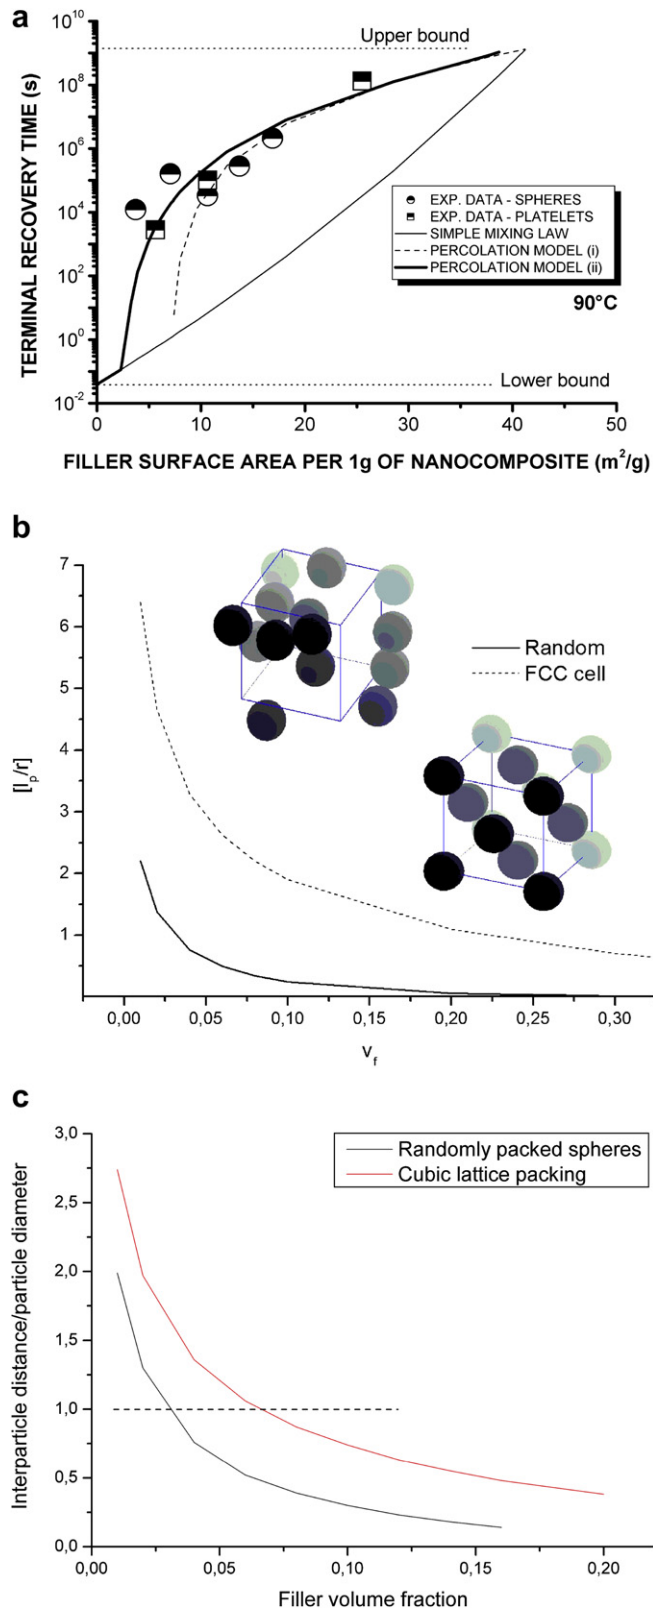 a
TERMINAL RECOVERY TIME (s)
10^10
10^8
10^6
10^4
10^2
10^0
10^-2
Upper bound
EXP. DATA - SPHERES
EXP. DATA - PLATELETS
SIMPLE MIXING LAW
PERCOLATION MODEL (i)
PERCOLATION MODEL (ii)
90°C
Lower bound
0 10 20 30 40 50
FILLER SURFACE AREA PER 1g OF NANOCOMPOSITE (m²/g)
b
[l_p/r]
7
6
5
4
3
2
1
Random
FCC cell
0,00 0,05 0,10 0,15 0,20 0,25 0,30
v_f
c
Interparticle distance/particle diameter
3,0
2,5
2,0
1,5
1,0
0,5
0,0
Randomly packed spheres
Cubic lattice packing
0,00 0,05 0,10 0,15 0,20
Filler volume fraction